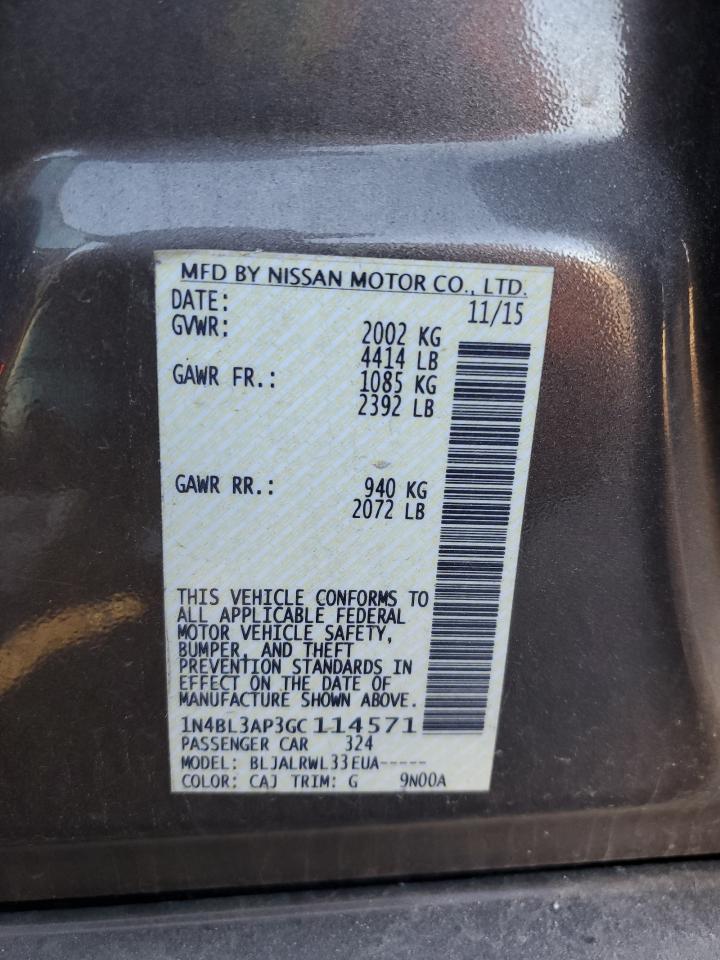 MFD BY NISSAN MOTOR CO., LTD.
DATE: 11/15
GVWR: 2002 KG
4414 LB
GAWR FR.: 1085 KG
2392 LB
GAWR RR.: 940 KG
2072 LB
THIS VEHICLE CONFORMS TO
ALL APPLICABLE FEDERAL
MOTOR VEHICLE SAFETY,
BUMPER, AND THEFT
PREVENTION STANDARDS IN
EFFECT ON THE DATE OF
MANUFACTURE SHOWN ABOVE.
1N4BL3AP3GC114571
PASSENGER CAR 324
MODEL: BLJALRWL33EUA-----
COLOR: CAJ TRIM: G 9N00A